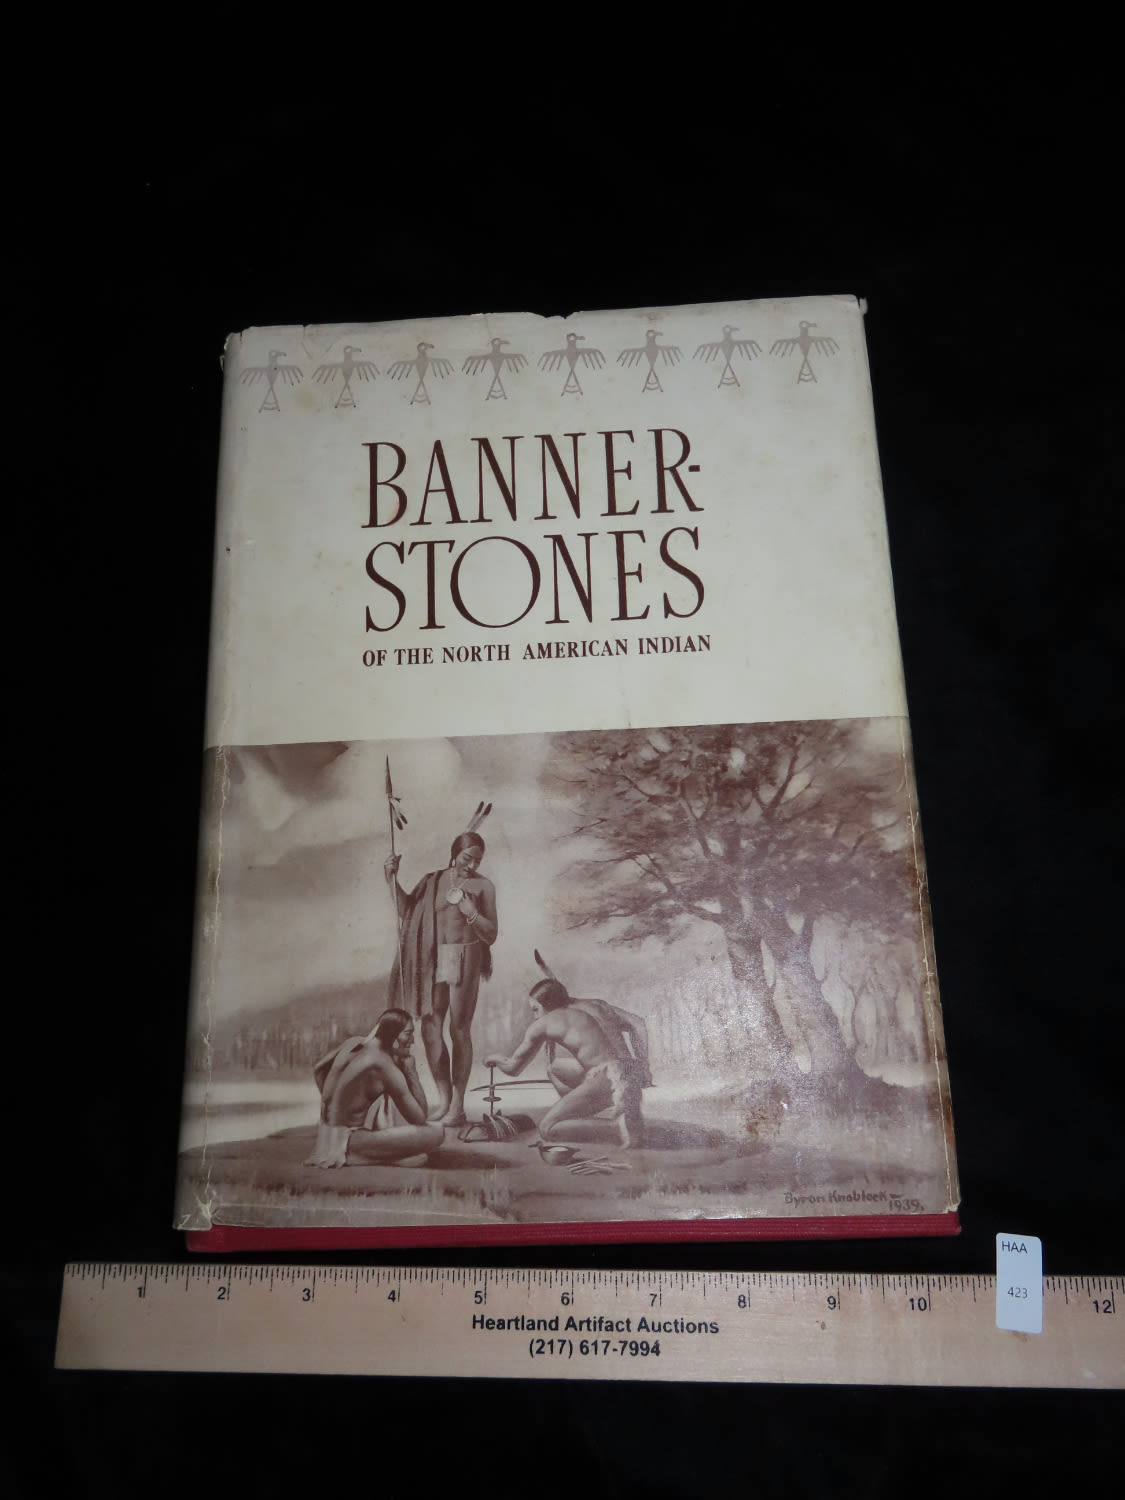 BANNER-
STONES
OF THE NORTH AMERICAN INDIAN
Byron Knoblock
1939.
HAA
423
1 2 3 4 5 6 7 8 9 10 12
Heartland Artifact Auctions
(217) 617-7994